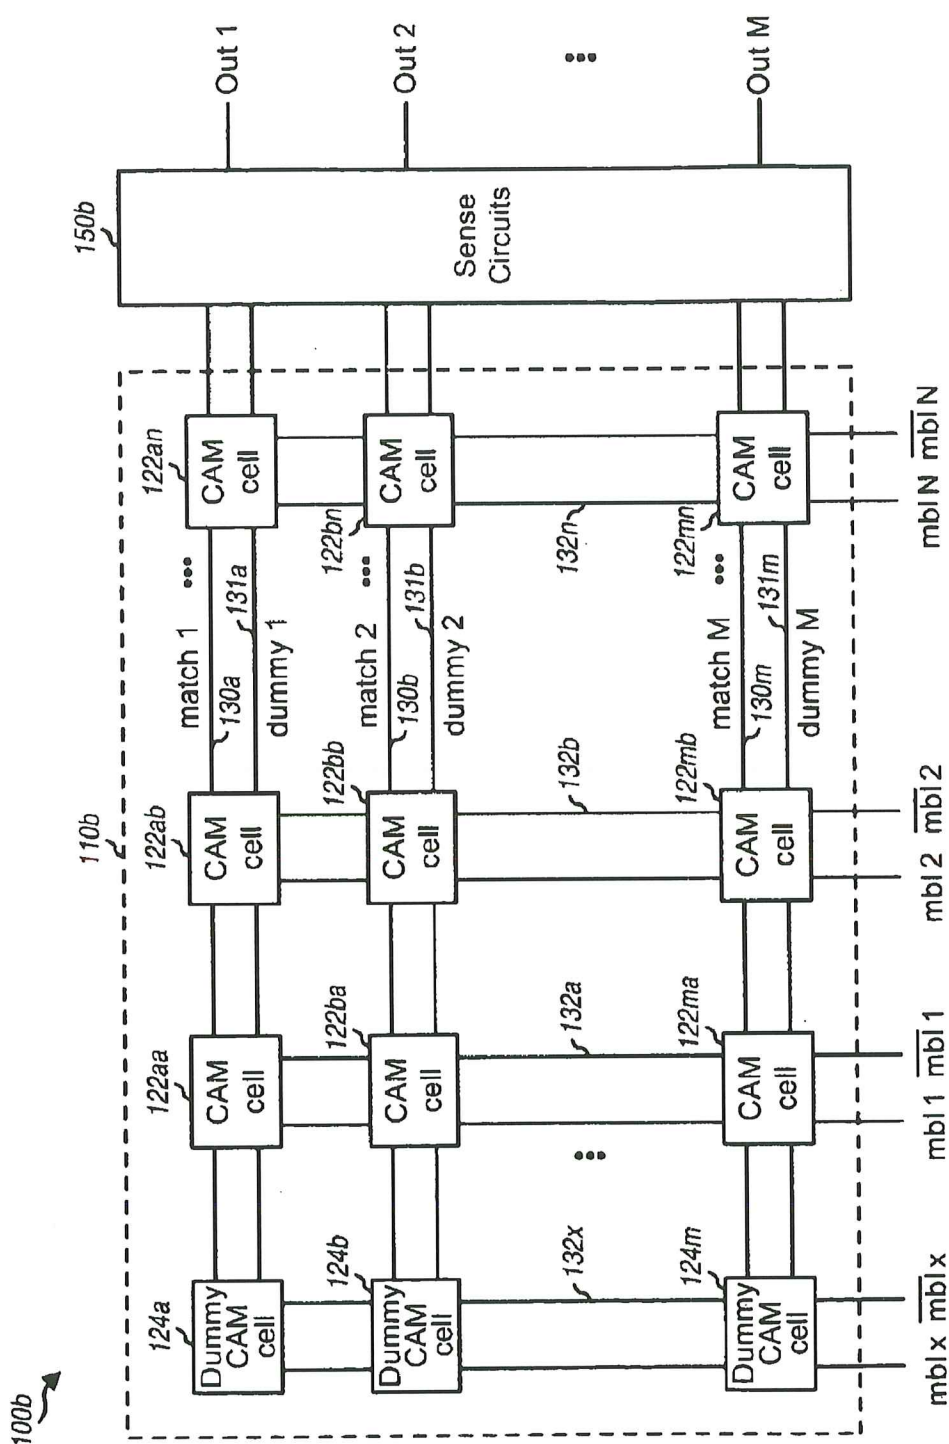 100b
110b
150b
124a
Dummy
CAM
cell
122aa
CAM
cell
122ab
CAM
cell
match 1
130a
131a
dummy 1
122an
CAM
cell
Out 1
124b
Dummy
CAM
cell
122ba
CAM
cell
122bb
CAM
cell
match 2
130b
131b
dummy 2
122bn
CAM
cell
Sense
Circuits
Out 2
132x
132a
132b
132n
124m
Dummy
CAM
cell
122ma
CAM
cell
122mb
CAM
cell
match M
130m
131m
dummy M
122mn
CAM
cell
Out M
mbl x m̅b̅l̅ x
mbl 1 m̅b̅l̅ 1
mbl 2 m̅b̅l̅ 2
mbl N m̅b̅l̅ N